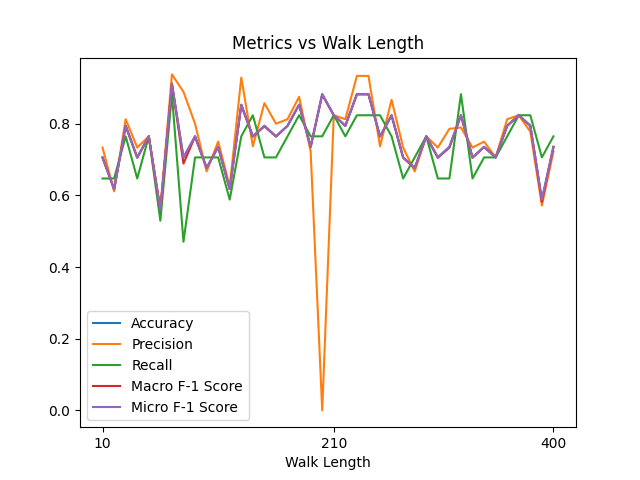 Metrics vs Walk Length
0.8
0.6
0.4
0.2
0.0
Accuracy
Precision
Recall
Macro F-1 Score
Micro F-1 Score
10
210
400
Walk Length